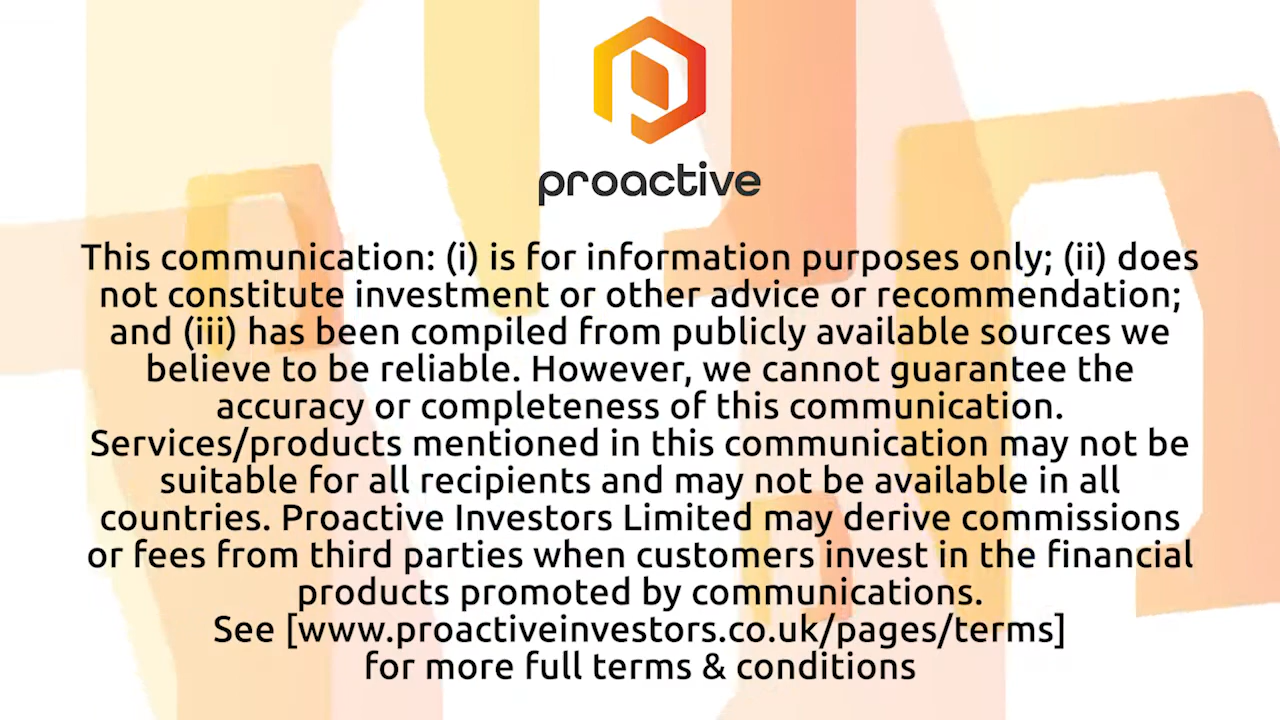 proactive
This communication: (i) is for information purposes only; (ii) does
not constitute investment or other advice or recommendation;
and (iii) has been compiled from publicly available sources we
believe to be reliable. However, we cannot guarantee the
accuracy or completeness of this communication.
Services/products mentioned in this communication may not be
suitable for all recipients and may not be available in all
countries. Proactive Investors Limited may derive commissions
or fees from third parties when customers invest in the financial
products promoted by communications.
See [www.proactiveinvestors.co.uk/pages/terms]
for more full terms & conditions